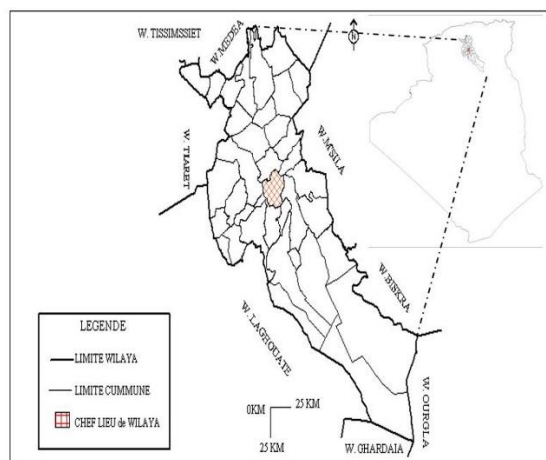 W. TISSIMSSIET
W. MEDEA
N
W. TIARET
W. M'SILA
W. BISKRA
W. LAGHOUATE
W. OURGLA
W. GHARDAIA
LEGENDE
LIMITE WILAYA
LIMITE CUMMUNE
CHEF LIEU de WILAYA
0KM 25 KM
25 KM